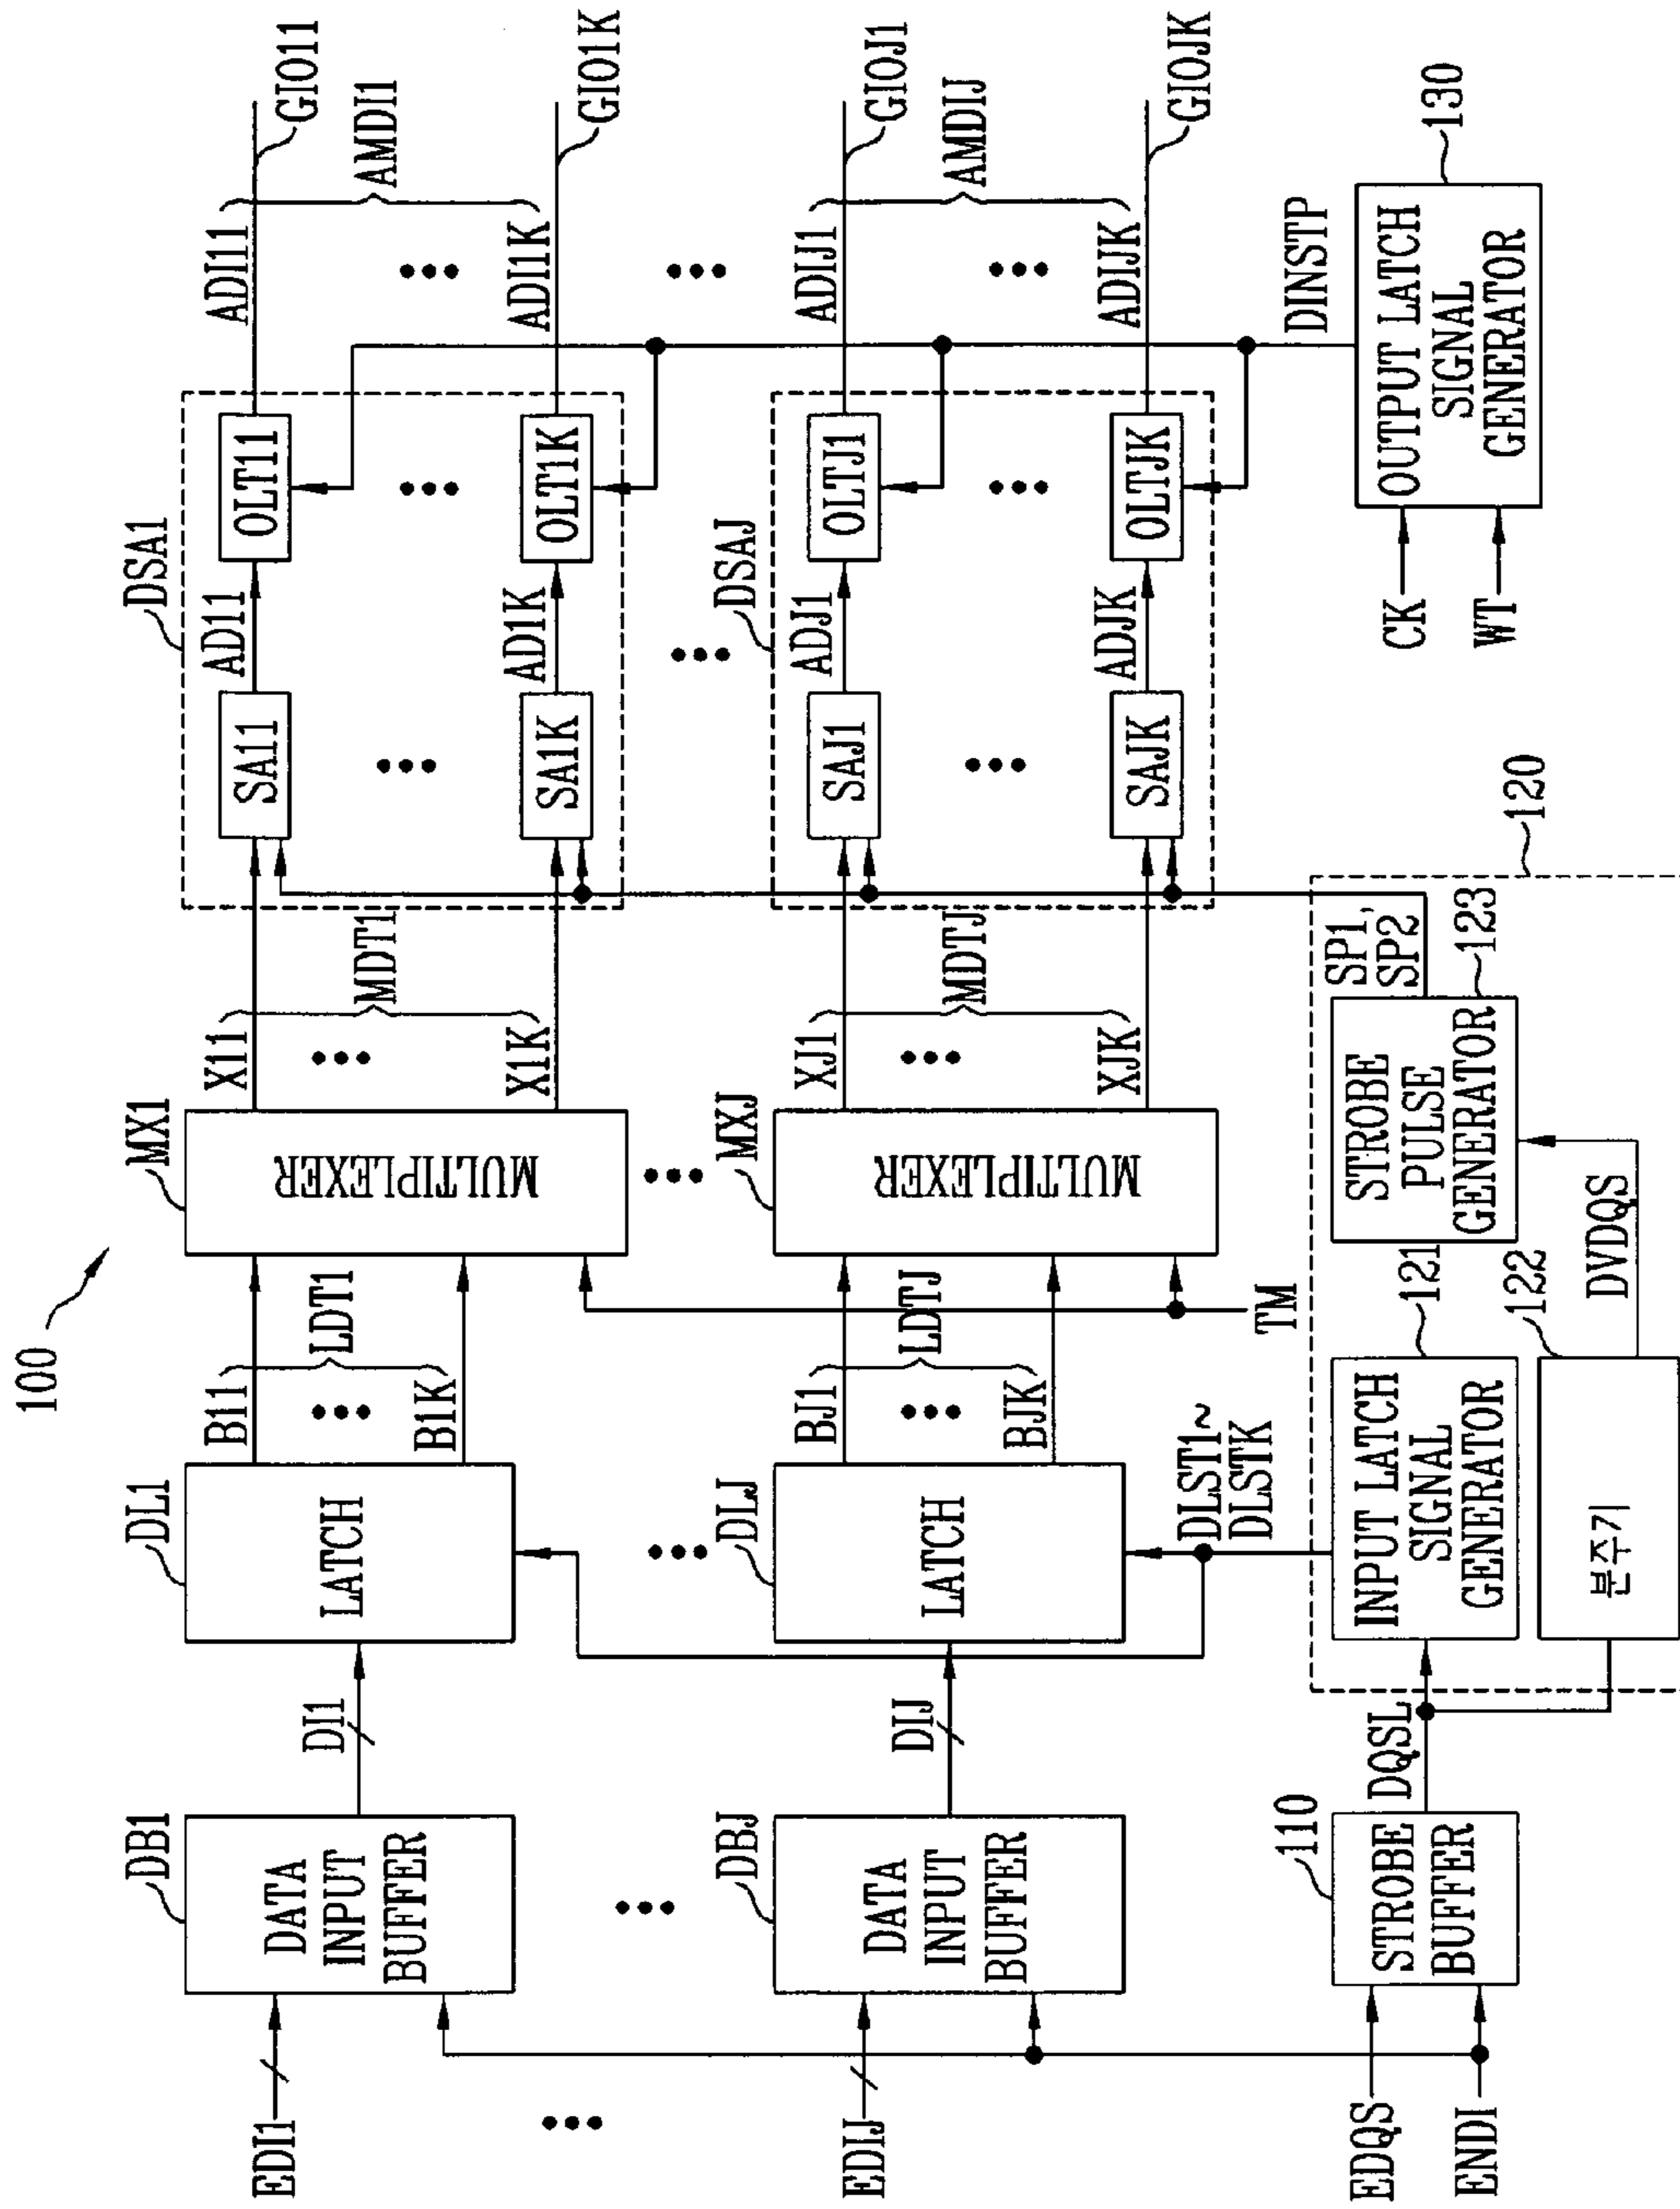 100
EDI1
DB1
DATA
INPUT
BUFFER
DI1
DL1
LATCH
B11
LDT1
B1K
MX1
MULTIPLEXER
X11
MDT1
X1K
DSA1
SA11
AD11
OLT11
SA1K
AD1K
OLT1K
ADI11
AMDI1
ADI1K
GIO11
GIO1K
EDIJ
DBJ
DATA
INPUT
BUFFER
DIJ
DLJ
LATCH
BJ1
LDTJ
BJK
MXJ
MULTIPLEXER
XJ1
MDTJ
XJK
DSAJ
SAJ1
ADJ1
OLTJ1
SAJK
ADJK
OLTJK
ADIJ1
AMDIJ
ADIJK
GIOJ1
GIOJK
DLST1~
DLSTK
TM
EDQS
ENDI
110
STROBE
BUFFER
DQSL
INPUT LATCH
SIGNAL
GENERATOR
121
분주기
122
DVDQS
STROBE
PULSE
GENERATOR
123
SP1,
SP2
120
CK
WT
OUTPUT LATCH
SIGNAL
GENERATOR
DINSTP
130